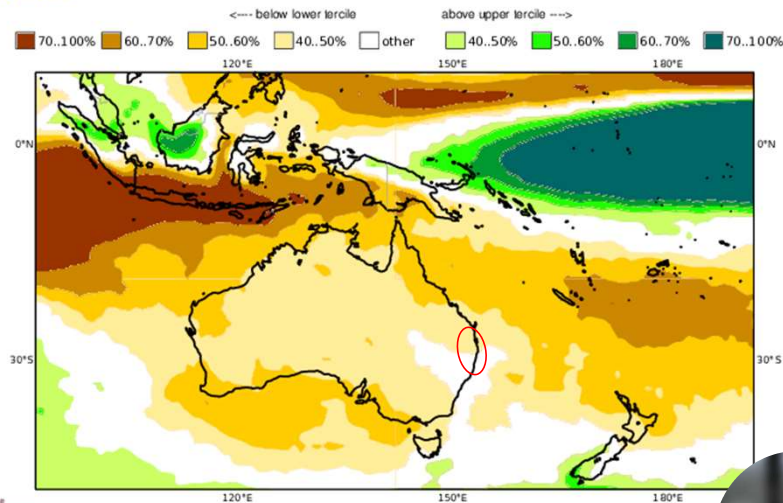 <---- below lower tercile above upper tercile ---->
70..100% 60..70% 50..60% 40..50% other 40..50% 50..60% 60..70% 70..100%
120°E 150°E 180°E
0°N 0°N
30°S 30°S
120°E 150°E 180°E